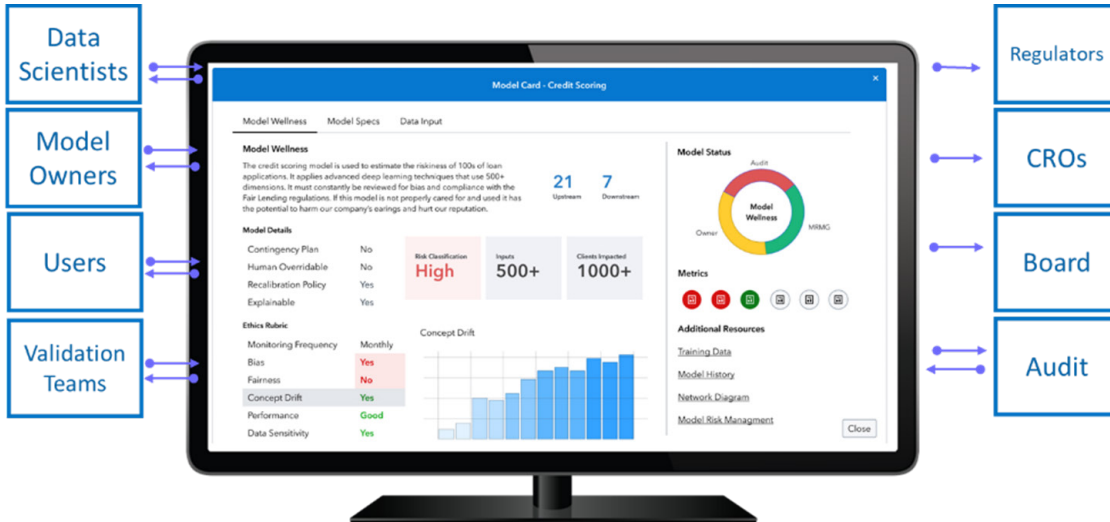 Data
Scientists
Model
Owners
Users
Validation
Teams
Model Card - Credit Scoring
×
Model Wellness
Model Specs
Data Input
Model Wellness
The credit scoring model is used to estimate the riskiness of 100s of loan
applications. It applies advanced deep learning techniques that use 500+
dimensions. It must constantly be reviewed for bias and compliance with the
Fair Lending regulations. If this model is not properly cared for and used it has
the potential to harm our company's earings and hurt our reputation.
21
Upstream
7
Downstream
Model Details
Contingency Plan No
Human Overridable No
Recalibration Policy Yes
Explainable Yes
Risk Classification
High
Inputs
500+
Clients Impacted
1000+
Ethics Rubric
Monitoring Frequency Monthly
Bias Yes
Fairness No
Concept Drift Yes
Performance Good
Data Sensitivity Yes
Concept Drift
Model Status
Audit
Model
Wellness
Owner
MRMG
Metrics
Additional Resources
Training Data
Model History
Network Diagram
Model Risk Managment
Close
Regulators
CROs
Board
Audit